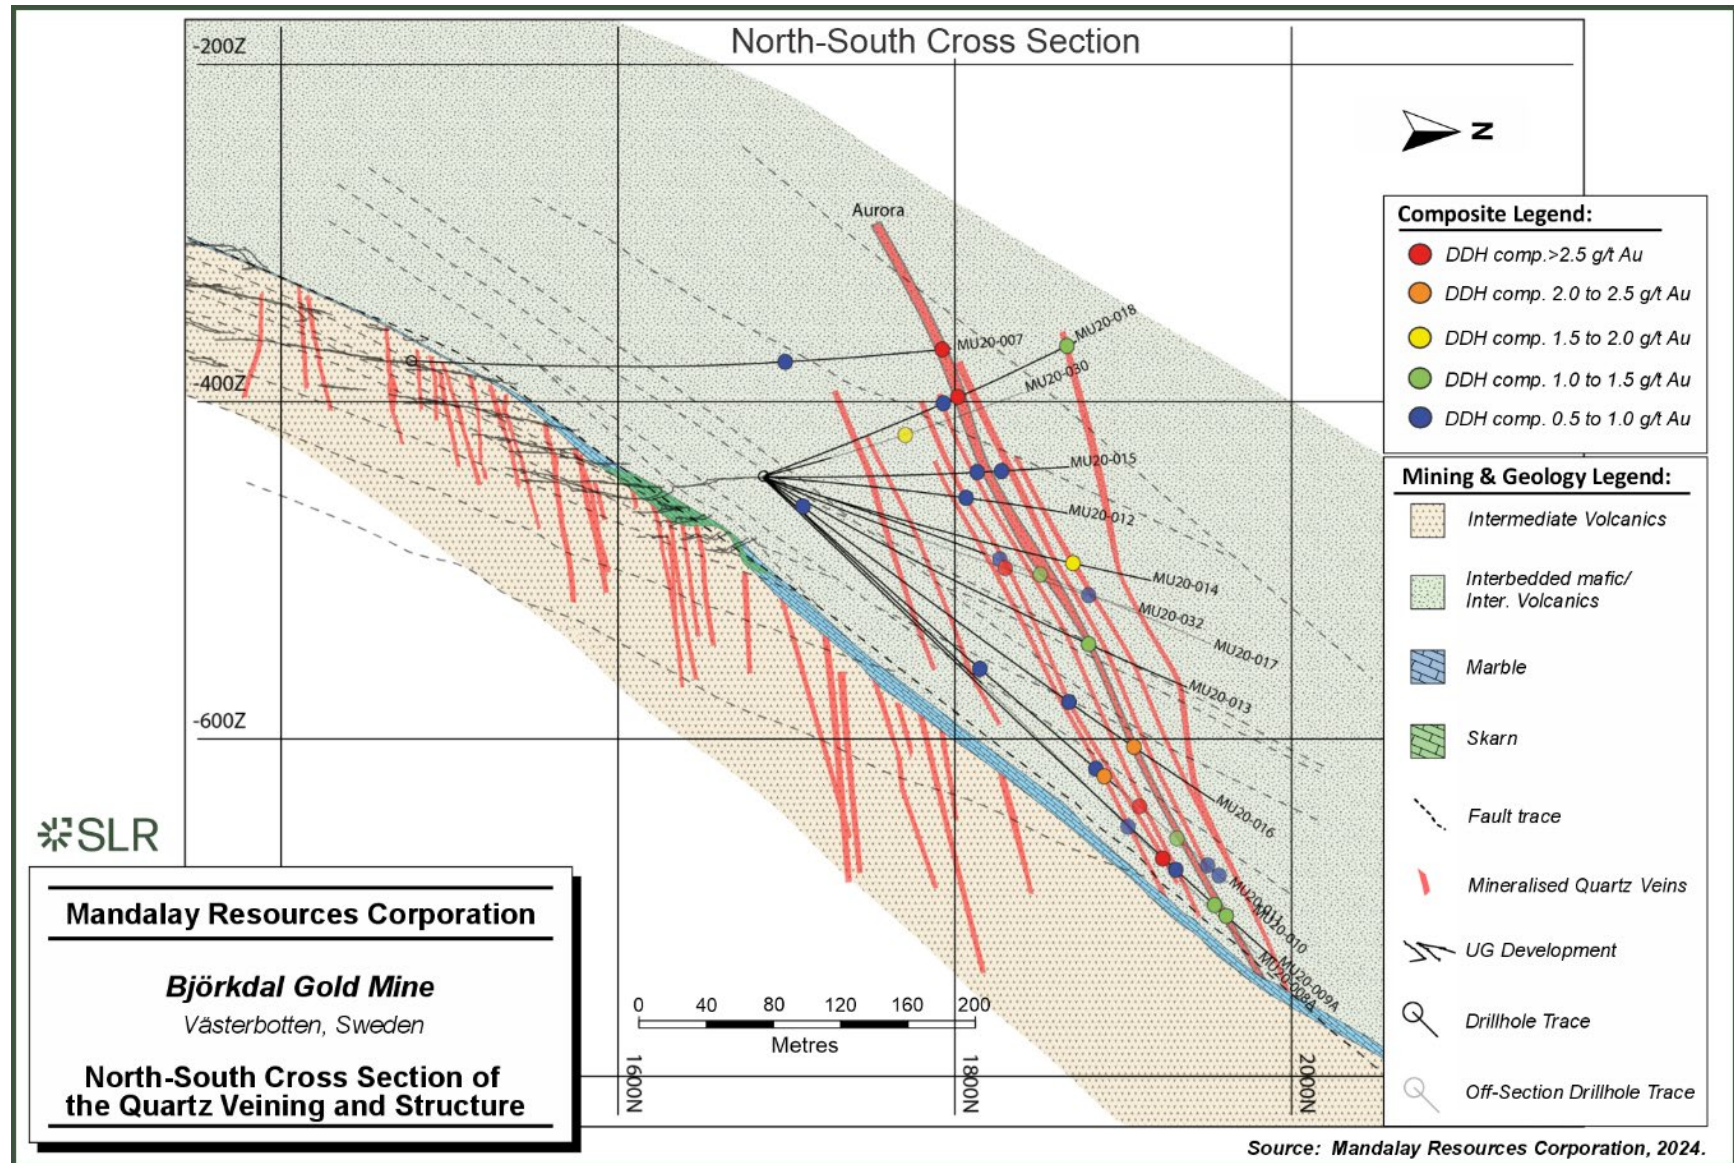 North-South Cross Section
-200Z
N
Aurora
MU20-018
MU20-007
MU20-030
-400Z
MU20-015
MU20-012
MU20-014
MU20-032
MU20-017
MU20-013
-600Z
MU20-016
MU20-011
MU20-010
MU20-009A
MU20-008A
1600N
1800N
2000N
0 40 80 120 160 200
Metres
Composite Legend:
DDH comp.>2.5 g/t Au
DDH comp. 2.0 to 2.5 g/t Au
DDH comp. 1.5 to 2.0 g/t Au
DDH comp. 1.0 to 1.5 g/t Au
DDH comp. 0.5 to 1.0 g/t Au
Mining & Geology Legend:
Intermediate Volcanics
Interbedded mafic/
Inter. Volcanics
Marble
Skarn
Fault trace
Mineralised Quartz Veins
UG Development
Drillhole Trace
Off-Section Drillhole Trace
SLR
Mandalay Resources Corporation
Björkdal Gold Mine
Västerbotten, Sweden
North-South Cross Section of
the Quartz Veining and Structure
Source: Mandalay Resources Corporation, 2024.